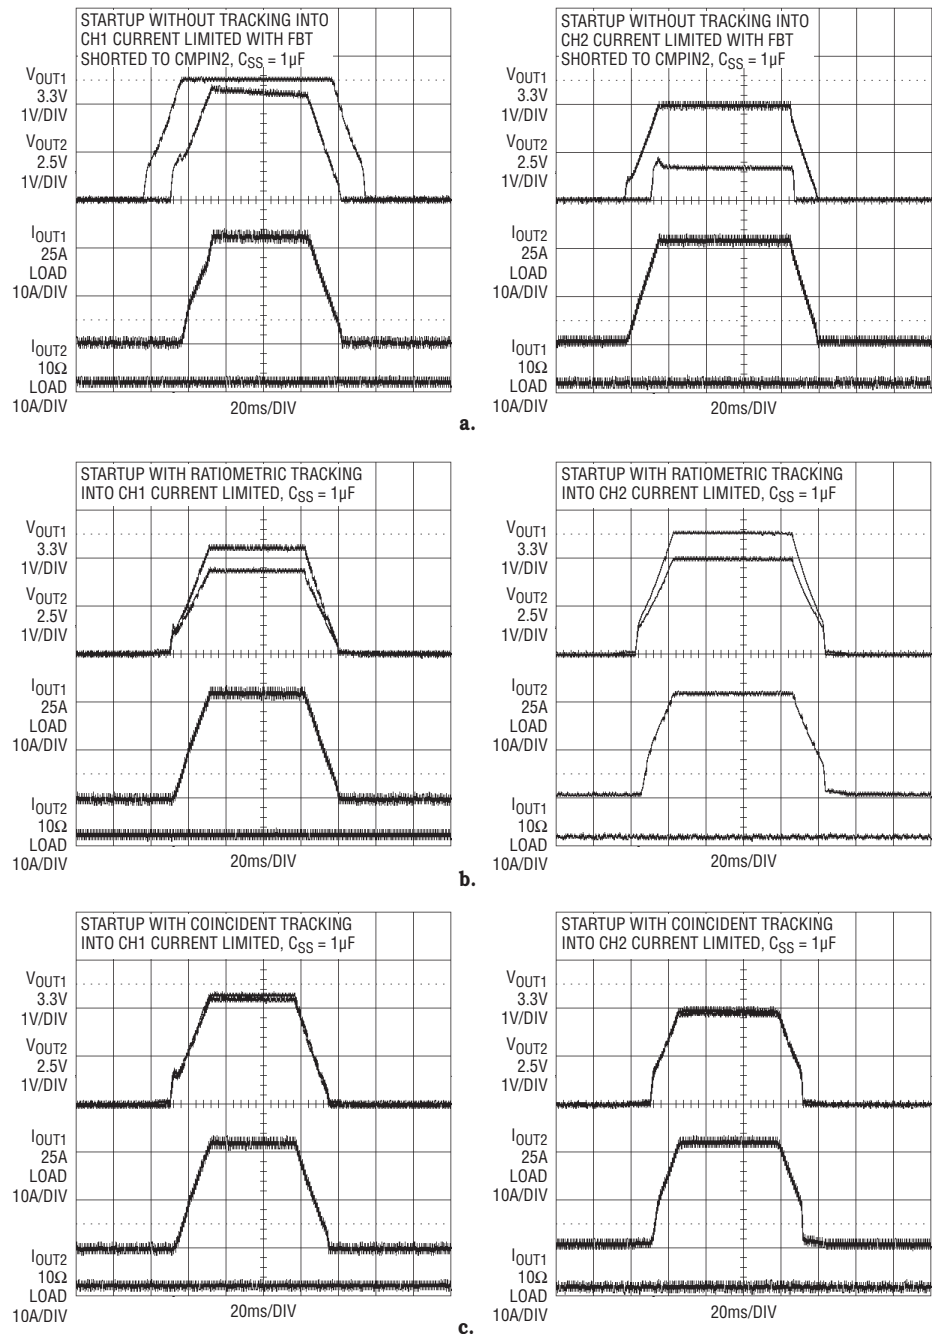 STARTUP WITHOUT TRACKING INTO
CH1 CURRENT LIMITED WITH FBT
SHORTED TO CMPIN2, CSS = 1µF
VOUT1
3.3V
1V/DIV
VOUT2
2.5V
1V/DIV
IOUT1
25A
LOAD
10A/DIV
IOUT2
10Ω
LOAD
10A/DIV
20ms/DIV
STARTUP WITHOUT TRACKING INTO
CH2 CURRENT LIMITED WITH FBT
SHORTED TO CMPIN2, CSS = 1µF
VOUT1
3.3V
1V/DIV
VOUT2
2.5V
1V/DIV
IOUT2
25A
LOAD
10A/DIV
IOUT1
10Ω
LOAD
10A/DIV
20ms/DIV
a.
STARTUP WITH RATIOMETRIC TRACKING
INTO CH1 CURRENT LIMITED, CSS = 1µF
VOUT1
3.3V
1V/DIV
VOUT2
2.5V
1V/DIV
IOUT1
25A
LOAD
10A/DIV
IOUT2
10Ω
LOAD
10A/DIV
20ms/DIV
STARTUP WITH RATIOMETRIC TRACKING
INTO CH2 CURRENT LIMITED, CSS = 1µF
VOUT1
3.3V
1V/DIV
VOUT2
2.5V
1V/DIV
IOUT2
25A
LOAD
10A/DIV
IOUT1
10Ω
LOAD
10A/DIV
20ms/DIV
b.
STARTUP WITH COINCIDENT TRACKING
INTO CH1 CURRENT LIMITED, CSS = 1µF
VOUT1
3.3V
1V/DIV
VOUT2
2.5V
1V/DIV
IOUT1
25A
LOAD
10A/DIV
IOUT2
10Ω
LOAD
10A/DIV
20ms/DIV
STARTUP WITH COINCIDENT TRACKING
INTO CH2 CURRENT LIMITED, CSS = 1µF
VOUT1
3.3V
1V/DIV
VOUT2
2.5V
1V/DIV
IOUT2
25A
LOAD
10A/DIV
IOUT1
10Ω
LOAD
10A/DIV
20ms/DIV
c.